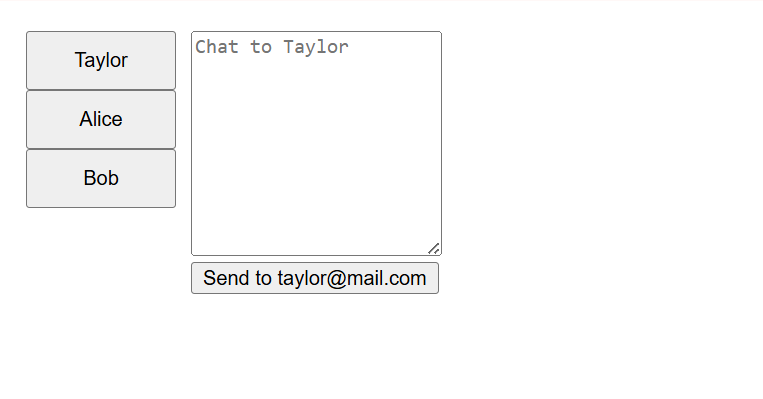 Taylor
Alice
Bob
Chat to Taylor
Send to taylor@mail.com